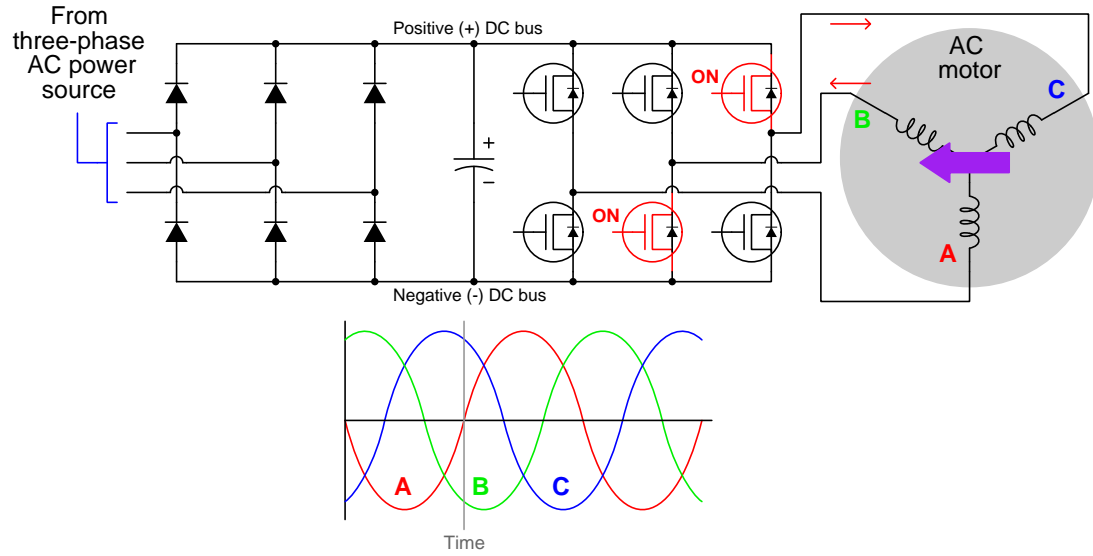 From
three-phase
AC power
source
Positive (+) DC bus
AC
motor
ON
C
B
+
−
ON
A
Negative (-) DC bus
A
B
C
Time